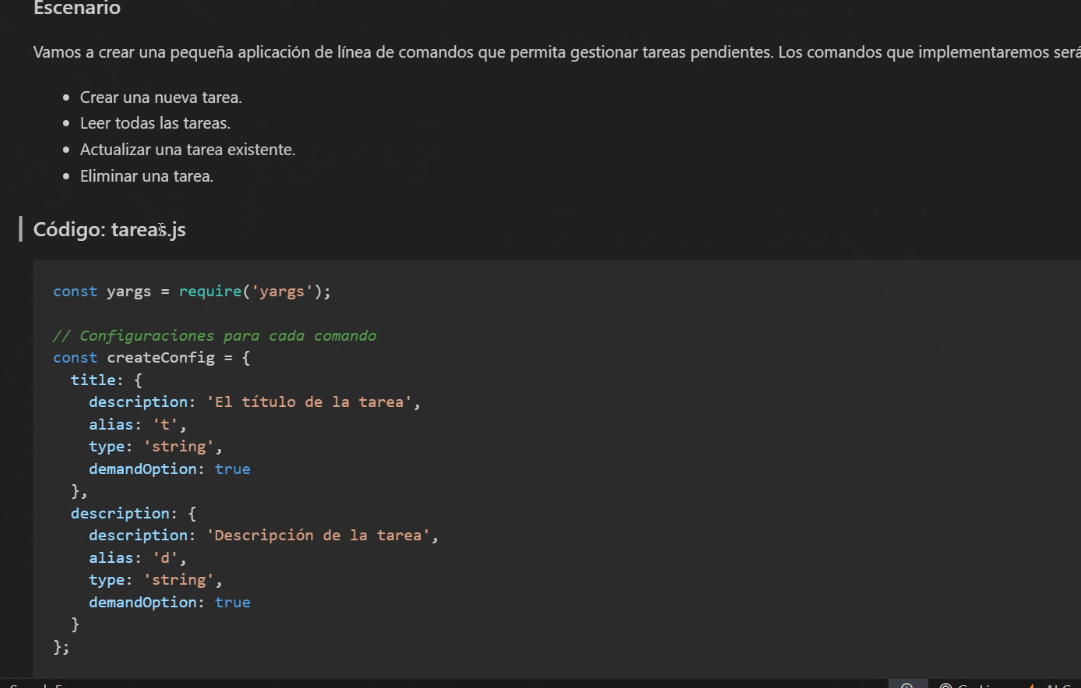 Escenario
Vamos a crear una pequeña aplicación de línea de comandos que permita gestionar tareas pendientes. Los comandos que implementaremos será
• Crear una nueva tarea.
• Leer todas las tareas.
• Actualizar una tarea existente.
• Eliminar una tarea.
Código: tareas.js
const yargs = require('yargs');
// Configuraciones para cada comando
const createConfig = {
title: {
description: 'El título de la tarea',
alias: 't',
type: 'string',
demandOption: true
},
description: {
description: 'Descripción de la tarea',
alias: 'd',
type: 'string',
demandOption: true
}
};